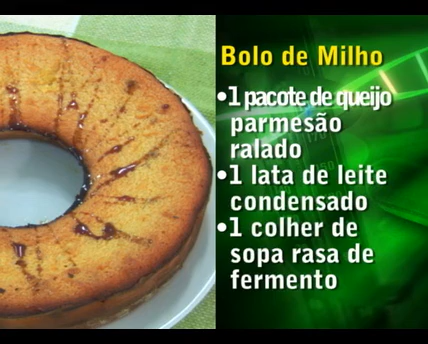 Bolo de Milho
•1 pacote de queijo
parmesão
ralado
•1 lata de leite
condensado
•1 colher de
sopa rasa de
fermento